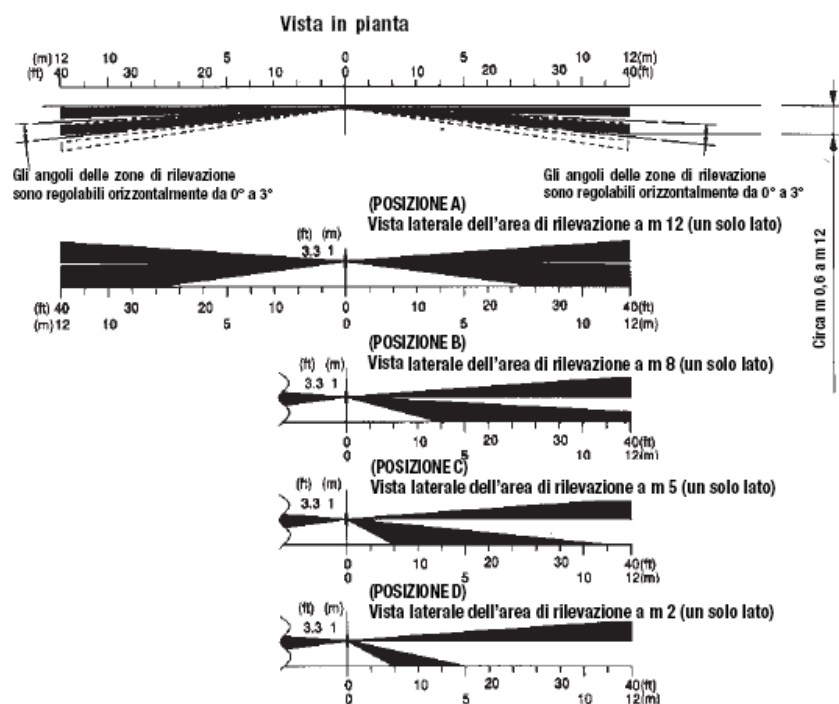 Vista in pianta
(m) 12 10 5 0 5 10 12(m)
(ft) 40 30 20 10 0 10 20 30 40(ft)
Gli angoli delle zone di rilevazione
sono regolabili orizzontalmente da 0° a 3°
Gli angoli delle zone di rilevazione
sono regolabili orizzontalmente da 0° a 3°
Circa m 0,6 a m 12
(POSIZIONE A)
Vista laterale dell'area di rilevazione a m 12 (un solo lato)
(ft) (m)
3.3 1
(ft) 40 30 20 10 0 10 20 30 40(ft)
(m) 12 10 5 0 5 10 12(m)
(POSIZIONE B)
Vista laterale dell'area di rilevazione a m 8 (un solo lato)
(ft) (m)
3.3 1
0 10 20 30 40(ft)
0 5 10 12(m)
(POSIZIONE C)
Vista laterale dell'area di rilevazione a m 5 (un solo lato)
(ft) (m)
3.3 1
0 10 20 30 40(ft)
0 5 10 12(m)
(POSIZIONE D)
Vista laterale dell'area di rilevazione a m 2 (un solo lato)
(ft) (m)
3.3 1
0 10 20 30 40(ft)
0 5 10 12(m)